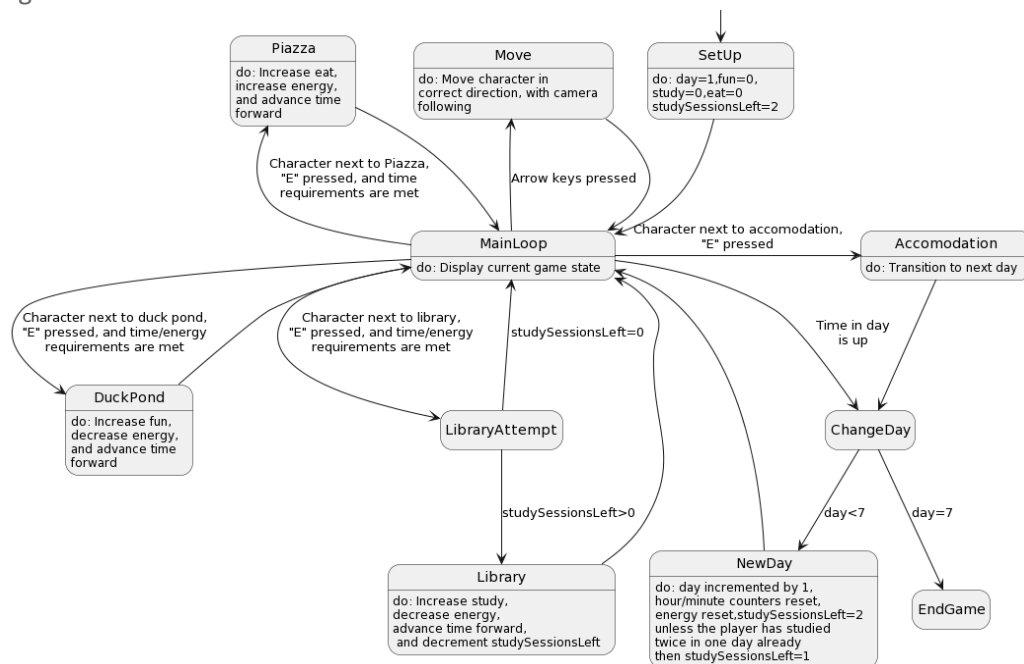 Piazza
do: Increase eat,
increase energy,
and advance time
forward
Move
do: Move character in
correct direction, with camera
following
SetUp
do: day=1,fun=0,
study=0,eat=0
studySessionsLeft=2
Character next to Piazza,
"E" pressed, and time
requirements are met
Arrow keys pressed
MainLoop
do: Display current game state
Character next to accomodation,
"E" pressed
Accomodation
do: Transition to next day
Character next to duck pond,
"E" pressed, and time/energy
requirements are met
Character next to library,
"E" pressed, and time/energy
requirements are met
studySessionsLeft=0
Time in day
is up
DuckPond
do: Increase fun,
decrease energy,
and advance time
forward
LibraryAttempt
ChangeDay
studySessionsLeft>0
day<7
day=7
Library
do: Increase study,
decrease energy,
advance time forward,
and decrement studySessionsLeft
NewDay
do: day incremented by 1,
hour/minute counters reset,
energy reset,studySessionsLeft=2
unless the player has studied
twice in one day already
then studySessionsLeft=1
EndGame